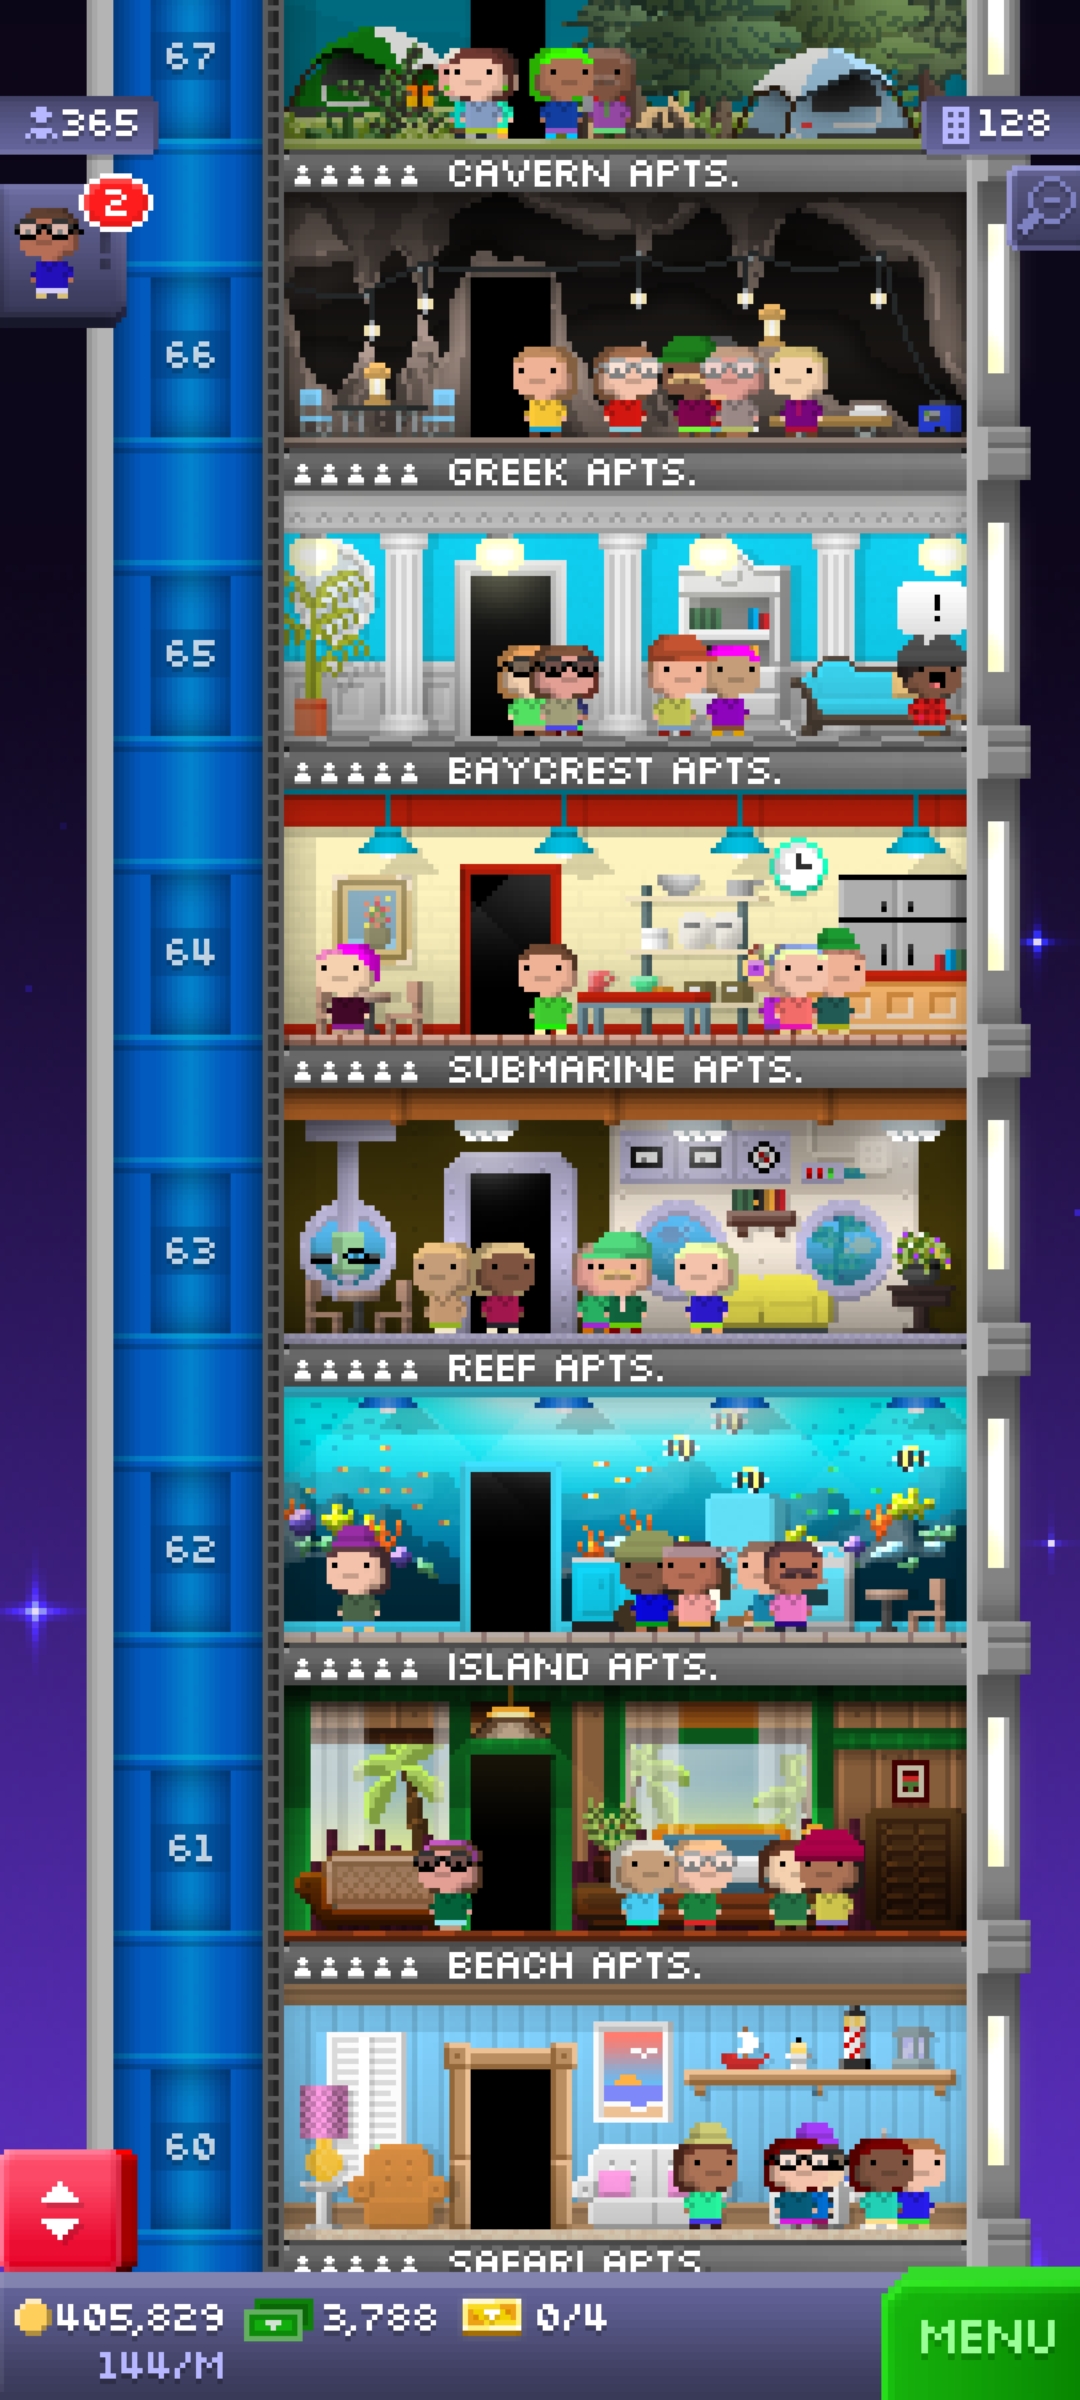 67
365
128
CAVERN APTS.
2
!
66
GREEK APTS.
!
65
BAYCREST APTS.
64
SUBMARINE APTS.
63
REEF APTS.
62
ISLAND APTS.
61
BEACH APTS.
60
SAFARI APTS.
405,829 3,788 0/4
144/M
MENU